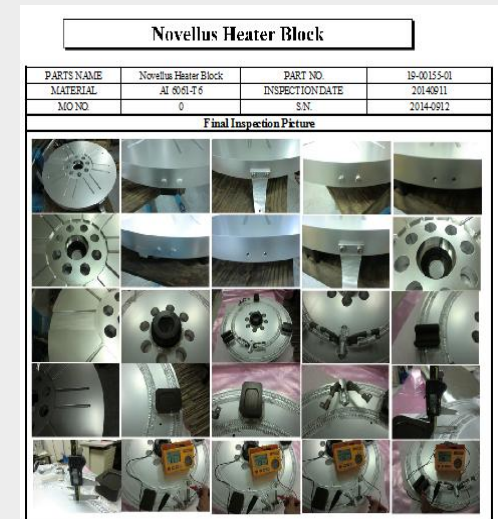 Novellus Heater Block
PARTS NAME Novellus Heater Block PART NO. 19-00155-01
MATERIAL Al 6061-T6 INSPECTION DATE 20140911
MO NO. 0 S/N. 2014-0912
Final Inspection Picture